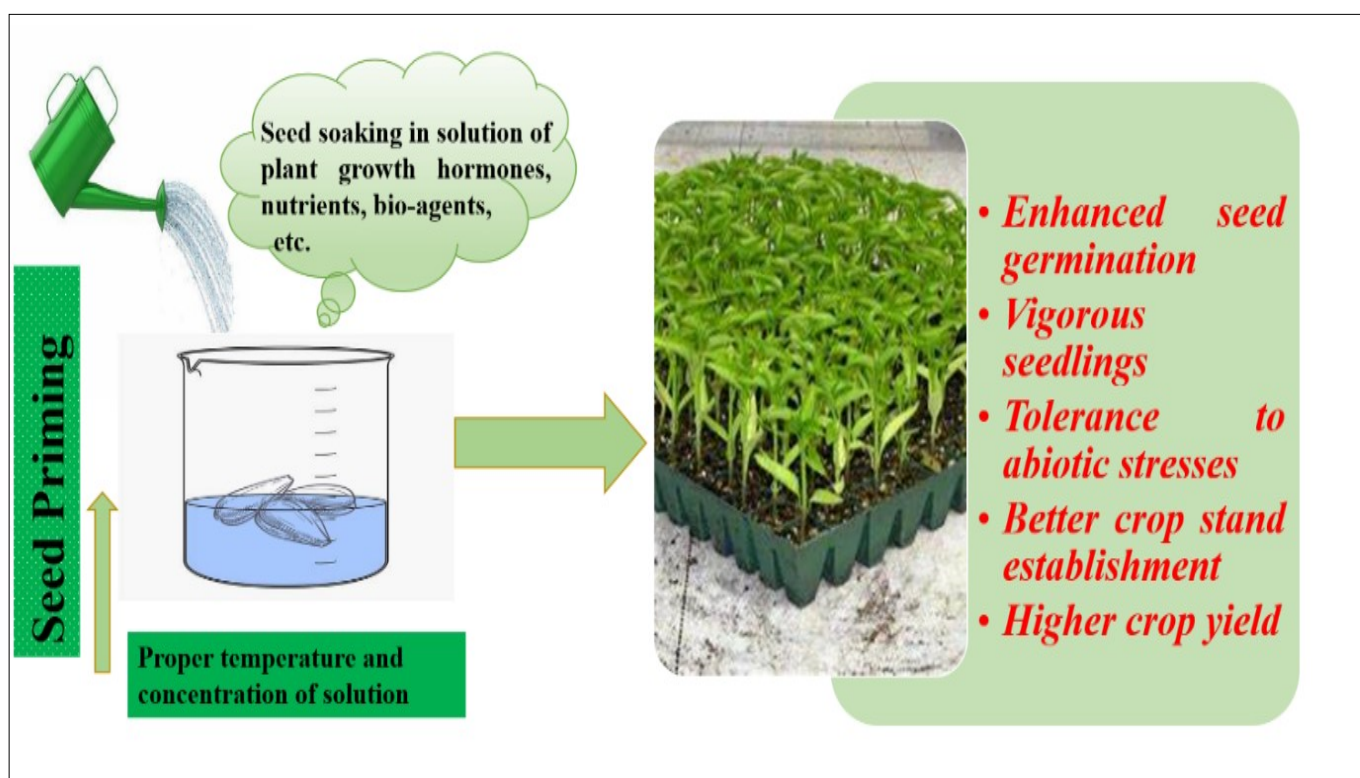 Seed soaking in solution of
plant growth hormones,
nutrients, bio-agents,
etc.
Seed Priming
Proper temperature and
concentration of solution
• Enhanced seed
germination
• Vigorous
seedlings
• Tolerance to
abiotic stresses
• Better crop stand
establishment
• Higher crop yield